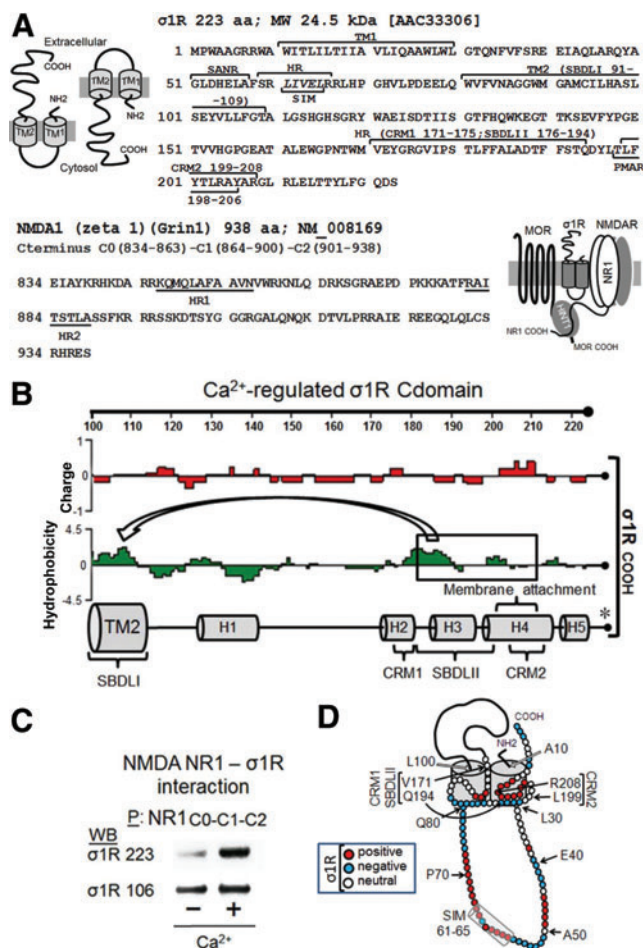 A
σ1R 223 aa; MW 24.5 kDa [AAC33306]
Extracellular
COOH
TM2
TM1
NH2
Cytosol
TM2
TM1
NH2
COOH
TM1
1 MPWAAGRRWA WITLILTIIA VLIQAAWLWL GTQNFVFSRE EIAQLARQYA
SANR HR TM2 (SBDLI 91-
51 GLDHELAFSR LIVELRRLHPG GHVLPDEELQ WVFVNAGGWM GAMCILHASL
SIM
-109)
101 SEYVLLFGTA LGSHGHSGRY WAEISDTIIS GTFHQWKEGT TKSEVFYPGE
HR (CRM1 171-175;SBDLII 176-194)
151 TVVHGPGEAT ALEWGPNTWM VEYGRGVIPS TLFFALADTF FSTQDYLTLF
CRM2 199-208
PMAR
201 YTLRAYARGL RLELTTYLFG QDS
198-206
NMDA1 (zeta 1)(Grin1) 938 aa; NM_008169
Cterminus C0(834-863)-C1(864-900)-C2(901-938)
834 EIAYKRHKDA RRKQMQLAFA AVNVWRKNLQ DRKSGRAEPD PKKKATFRAI
HR1
884 TSTLASSFKR RRSSKDTSYG GGRGALQNQK DTVLPRRAIE REEGQLQLCS
HR2
934 RHRES
MOR
σ1R
NMDAR
NR1
NR1 COOH
MOR COOH
B
Ca2+-regulated σ1R Cdomain
100 110 120 130 140 150 160 170 180 190 200 210 220
Charge
1
0
-1
Hydrophobicity
4.5
0
-4.5
Membrane attachment
σ1R COOH
TM2
H1
H2
H3
H4
H5
*
SBDLI
CRM1
SBDLII
CRM2
C
NMDA NR1 – σ1R
interaction
P: NR1 C0-C1-C2
WB
σ1R 223
σ1R 106
− +
Ca2+
D
COOH
NH2
A10
L100
V171
Q194
CRM1
SBDLII
R208
L199
CRM2
Q80
L30
E40
P70
SIM
61-65
A50
σ1R
positive
negative
neutral